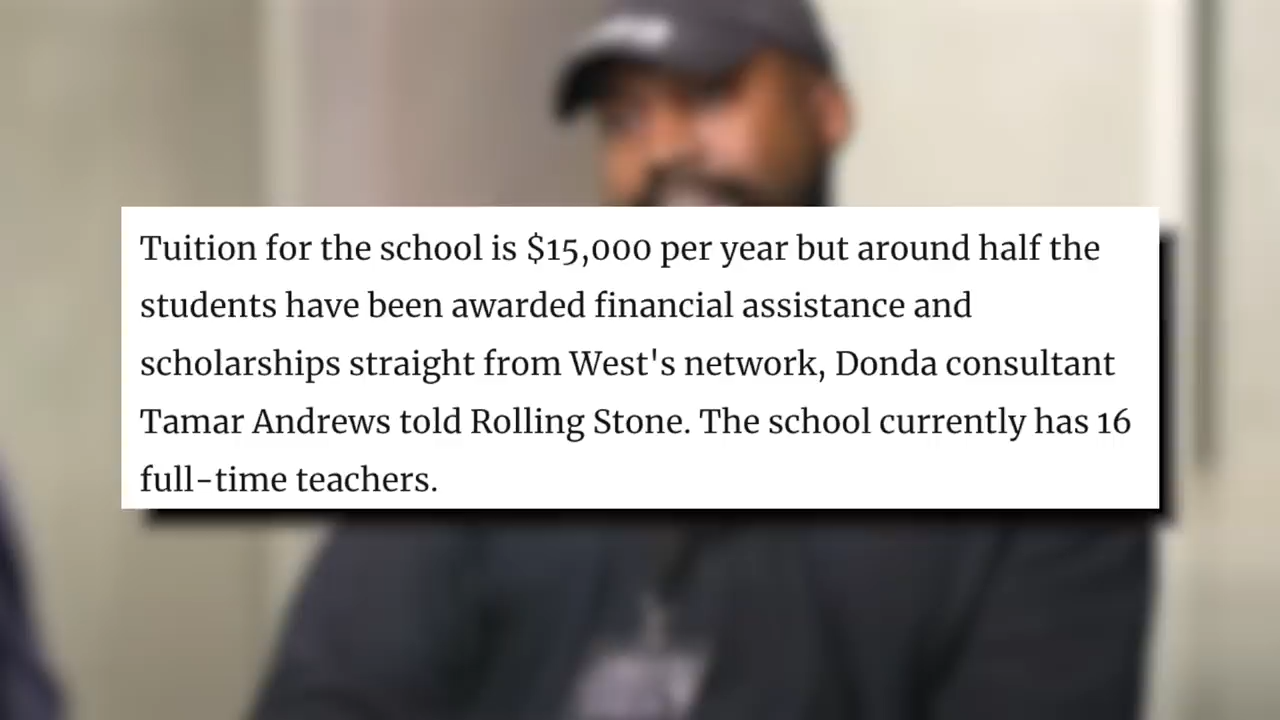 Tuition for the school is $15,000 per year but around half the
students have been awarded financial assistance and
scholarships straight from West's network, Donda consultant
Tamar Andrews told Rolling Stone. The school currently has 16
full-time teachers.